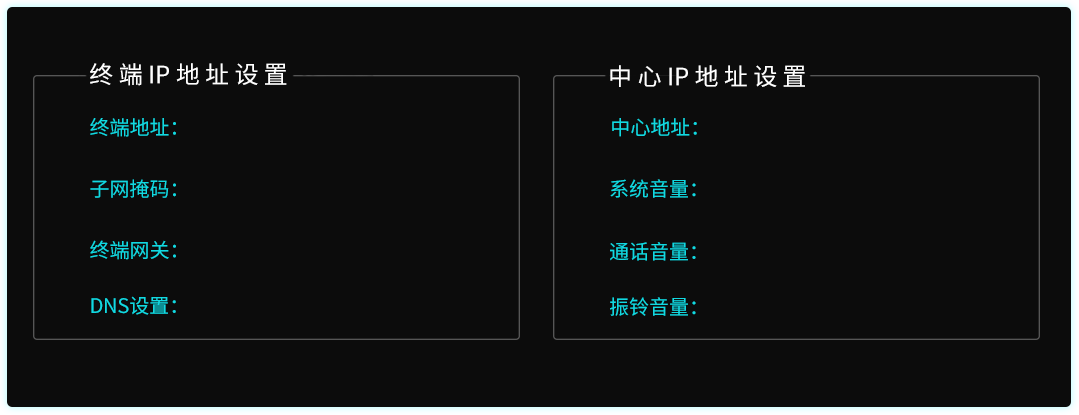 终端IP地址设置
终端地址：
子网掩码：
终端网关：
DNS设置：
中心IP地址设置
中心地址：
系统音量：
通话音量：
振铃音量：